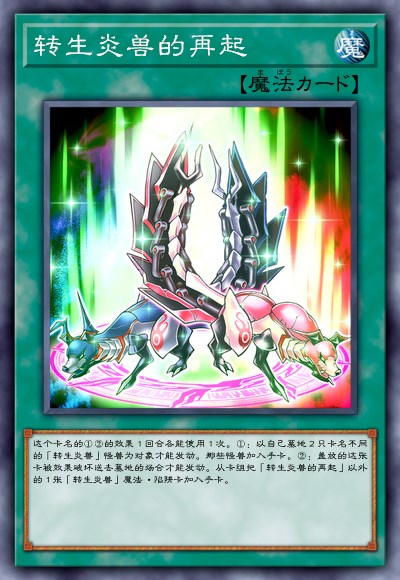 转生炎兽的再起
魔
【魔法カード】
ま ほう
这个卡名的①②的效果1回合各能使用1次。①：以自己墓地2只卡名不同
的「转生炎兽」怪兽为对象才能发动。那些怪兽加入手卡。②：盖放的这张
卡被效果破坏送去墓地的场合才能发动。从卡组把「转生炎兽的再起」以外
的1张「转生炎兽」魔法·陷阱卡加入手卡。